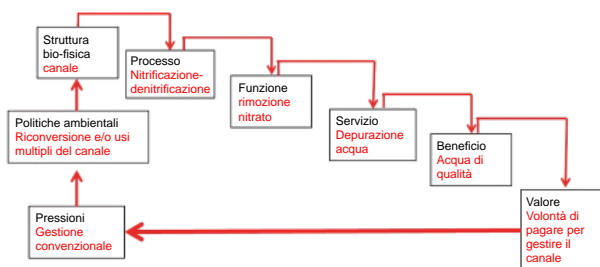 Struttura
bio-fisica
canale
Processo
Nitrificazione-
denitrificazione
Funzione
rimozione
nitrato
Servizio
Depurazione
acqua
Beneficio
Acqua di
qualità
Valore
Volontà di
pagare per
gestire il
canale
Pressioni
Gestione
convenzionale
Politiche ambientali
Riconversione e/o usi
multipli del canale